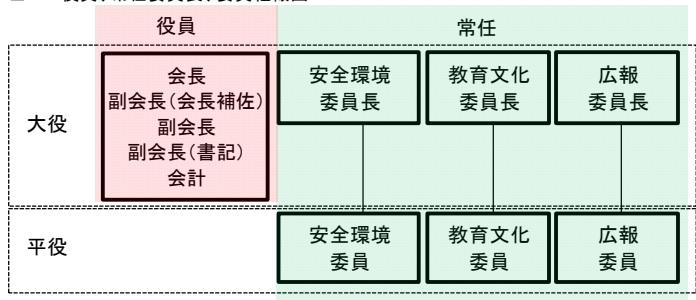 役員
常任
大役
会長
副会長(会長補佐)
副会長
副会長(書記)
会計
安全環境
委員長
教育文化
委員長
広報
委員長
平役
安全環境
委員
教育文化
委員
広報
委員